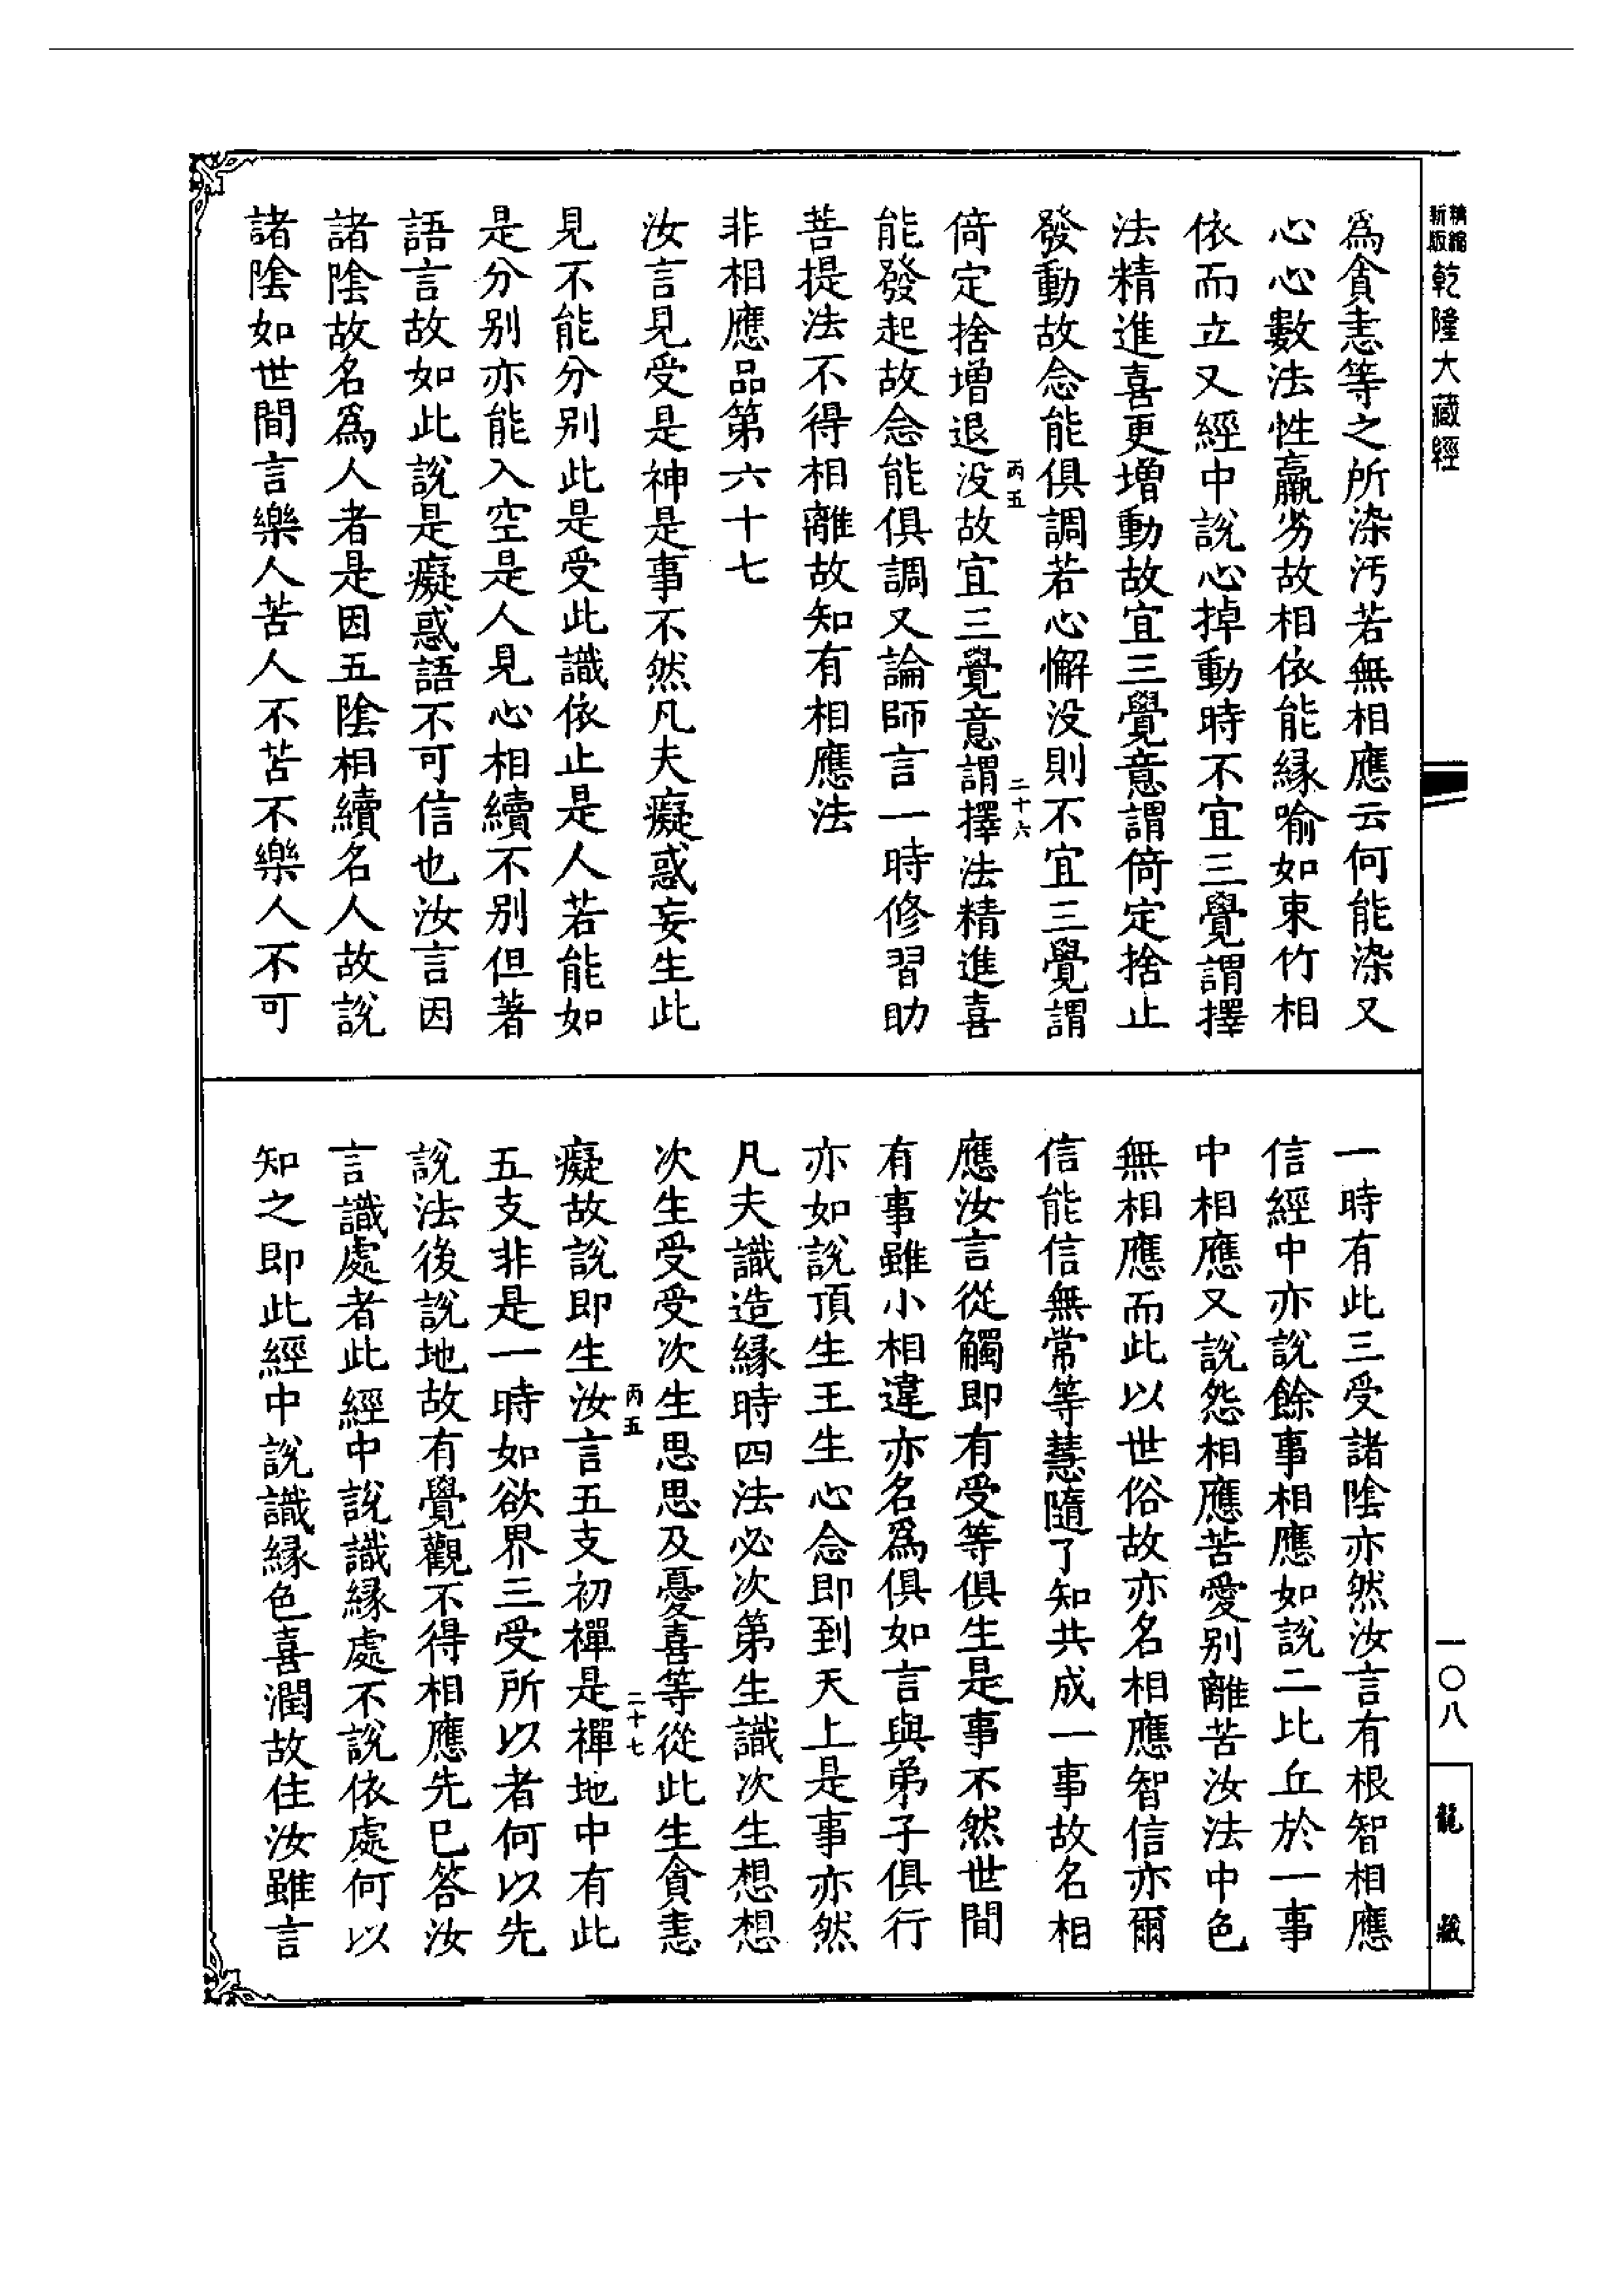 精縮新版乾隆大藏經
為貪恚等之所染汚若無相應云何能染又
心心數法性羸劣故相依能緣喻如束竹相
依而立又經中說心掉動時不宜三覺謂擇
法精進喜更增動故宜三覺意謂倚定捨止
發動故念能俱調若心懈没則不宜三覺謂
丙五
二十六
倚定捨增退没故宜三覺意謂擇法精進喜
能發起故念能俱調又論師言一時修習助
菩提法不得相離故知有相應法
非相應品第六十七
汝言見受是神是事不然凡夫癡惑妄生此
見不能分别此是受此識依止是人若能如
是分别亦能入空是人見心相續不别但著
語言故如此說是癡惑語不可信也汝言因
諸陰故名為人者是因五陰相續名人故說
諸陰如世間言樂人苦人不苦不樂人不可
一時有此三受諸陰亦然汝言有根智相應
信經中亦說餘事相應如說二比丘於一事
中相應又說怨相應苦愛别離苦汝法中色
無相應而此以世俗故亦名相應智信亦爾
信能信無常等慧隨了知共成一事故名相
應汝言從觸即有受等俱生是事不然世間
有事雖小相違亦名為俱如言與弟子俱行
亦如說頂生王生心念即到天上是事亦然
凡夫識造緣時四法必次第生識次生想想
次生受受次生思思及憂喜等從此生貪恚
丙五
二十七
癡故說即生汝言五支初禪是禪地中有此
五支非是一時如欲界三受所以者何以先
說法後說地故有覺觀不得相應先已答汝
言識處者此經中說識緣處不說依處何以
知之即此經中說識緣色喜潤故住汝雖言
一〇八
龍藏